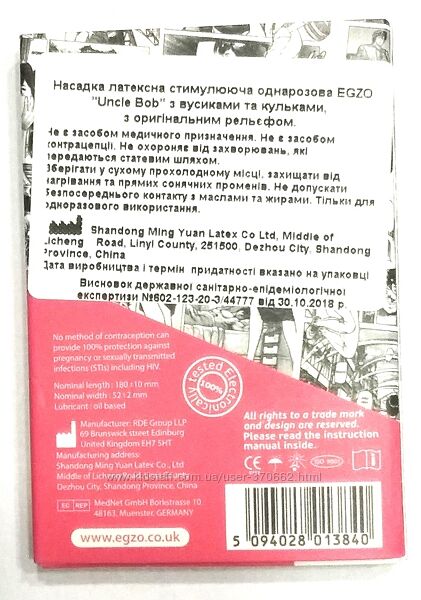 Насадка латексна стимулююча одноразова EGZO
"Uncle Bob" з вусиками та кульками,
з оригінальним рельєфом.
Не є засобом медичного призначення. Не є засобом
контрацепції. Не охороняє від захворювань, які
передаються статевим шляхом.
Зберігати у сухому прохолодному місці, захищати від
нагрівання та прямих сонячних променів. Не допускати
безпосереднього контакту з маслами та жирами. Тільки для
одноразового використання.
Shandong Ming Yuan Latex Co Ltd, Middle of
Licheng Road, Linyi County, 251500, Dezhou City, Shandong
Province, China
Дата виробництва і термін придатності вказано на упаковці
Висновок державної санітарно-епідеміологічної
експертизи №602-123-20-3/44777 від 30.10.2018 р.
No method of contraception can
provide 100% protection against
pregnancy or sexually transmitted
infections (STIs) including HIV.
Nominal length: 180±10 mm
Nominal width: 52±2 mm
Lubricant: oil based
Manufacturer: RDE Group LLP
69 Brunswick street Edinburg
United Kingdom EH7 5HT
Manufacturing address:
Shandong Ming Yuan Latex Co., Ltd
Middle of Licheng
Dezhou City, Shandong Province, China
EC REP MedNet GmbH Borkstrasse 10
48163, Muenster, GERMANY
www.egzo.co.uk
Electronically tested
100%
All rights to a trade mark
and design are reserved.
Please read the instruction
manual inside.
klubok.com.ua/user-370662.html
5 094028 013840